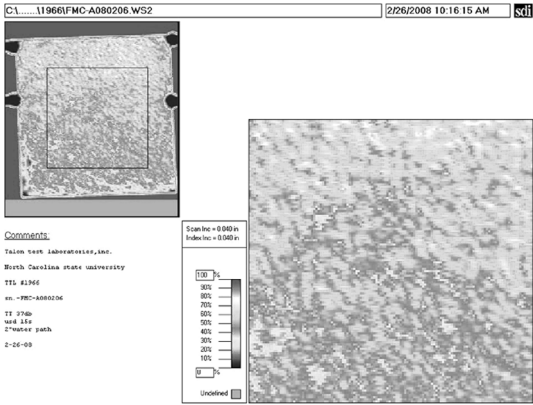 C:\.......\1966\FMC-A080206.WS2
2/26/2008 10:16:15 AM
sdi
Comments:
Talon test laboratories,inc.
North Carolina state university
TTL #1966
sn.-FMC-A080206
TT 37db
usd 15s
2"water path
2-26-08
Scan Inc = 0.040 in
Index Inc = 0.040 in
100 %
90%
80%
70%
60%
50%
40%
30%
20%
10%
0 %
Undefined